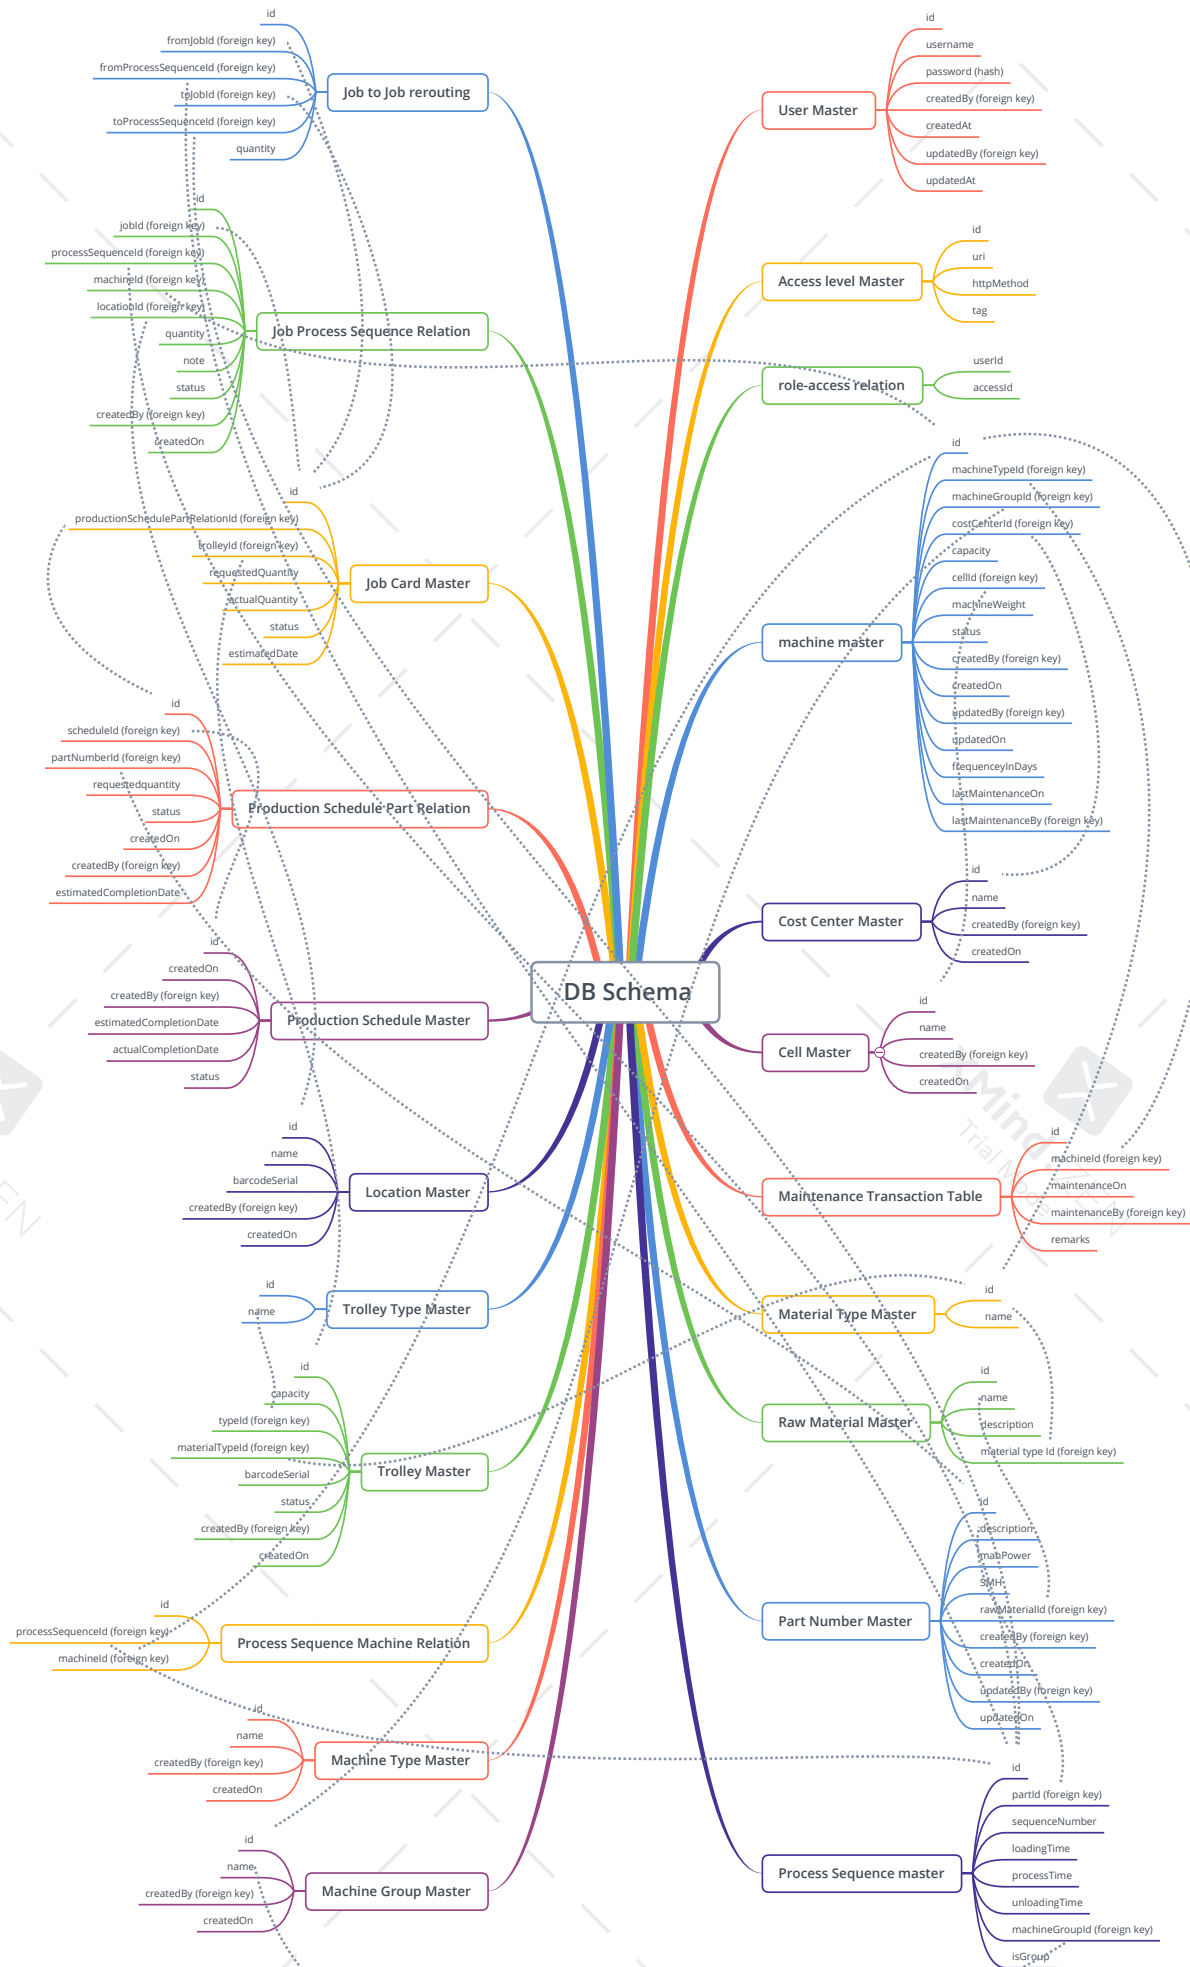 DB Schema
Job to Job rerouting
id
fromJobId (foreign key)
fromProcessSequenceId (foreign key)
toJobId (foreign key)
toProcessSequenceId (foreign key)
quantity
Job Process Sequence Relation
id
jobId (foreign key)
processSequenceId (foreign key)
machineId (foreign key)
locationId (foreign key)
quantity
note
status
createdBy (foreign key)
createdOn
Job Card Master
id
productionSchedulePartRelationId (foreign key)
trolleyId (foreign key)
requestedQuantity
actualQuantity
status
estimatedDate
Production Schedule Part Relation
id
scheduleId (foreign key)
partNumberId (foreign key)
requestedquantity
status
createdOn
createdBy (foreign key)
estimatedCompletionDate
Production Schedule Master
id
createdOn
createdBy (foreign key)
estimatedCompletionDate
actualCompletionDate
status
Location Master
id
name
barcodeSerial
createdBy (foreign key)
createdOn
Trolley Type Master
id
name
Trolley Master
id
capacity
typeId (foreign key)
materialTypeId (foreign key)
barcodeSerial
status
createdBy (foreign key)
createdOn
Process Sequence Machine Relation
id
processSequenceId (foreign key)
machineId (foreign key)
Machine Type Master
id
name
createdBy (foreign key)
createdOn
Machine Group Master
id
name
createdBy (foreign key)
createdOn
User Master
id
username
password (hash)
createdBy (foreign key)
createdAt
updatedBy (foreign key)
updatedAt
Access level Master
id
uri
httpMethod
tag
role-access relation
userId
accessId
machine master
id
machineTypeId (foreign key)
machineGroupId (foreign key)
costCenterId (foreign key)
capacity
cellId (foreign key)
machineWeight
status
createdBy (foreign key)
createdOn
updatedBy (foreign key)
updatedOn
frequenceyInDays
lastMaintenanceOn
lastMaintenanceBy (foreign key)
Cost Center Master
id
name
createdBy (foreign key)
createdOn
Cell Master
id
name
createdBy (foreign key)
createdOn
Maintenance Transaction Table
id
machineId (foreign key)
maintenanceOn
maintenanceBy (foreign key)
remarks
Material Type Master
id
name
Raw Material Master
id
name
description
material type Id (foreign key)
Part Number Master
id
description
manPower
SMH
rawMaterialId (foreign key)
createdBy (foreign key)
createdOn
updatedBy (foreign key)
updatedOn
Process Sequence master
id
partId (foreign key)
sequenceNumber
loadingTime
processTime
unloadingTime
machineGroupId (foreign key)
isGroup
XMind: ZEN
Trial Mode
EN